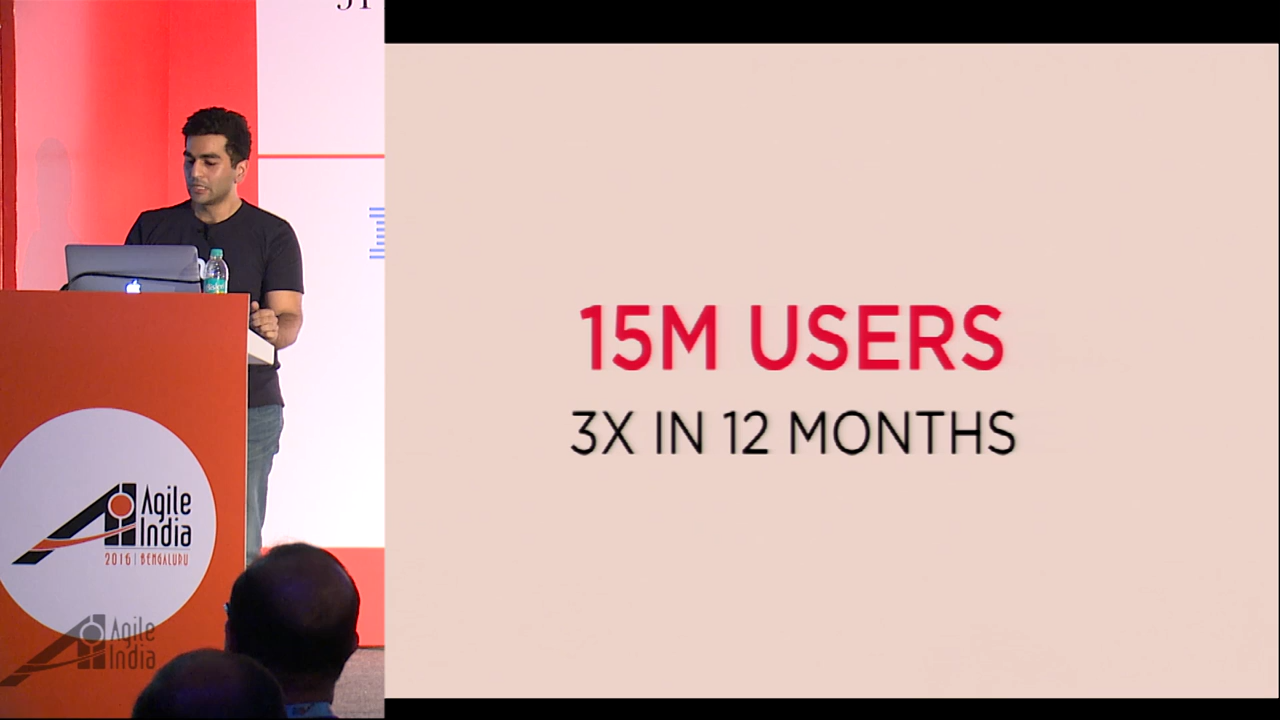 15M USERS
3X IN 12 MONTHS
Agile
India
2016 | BENGALURU
Agile
India